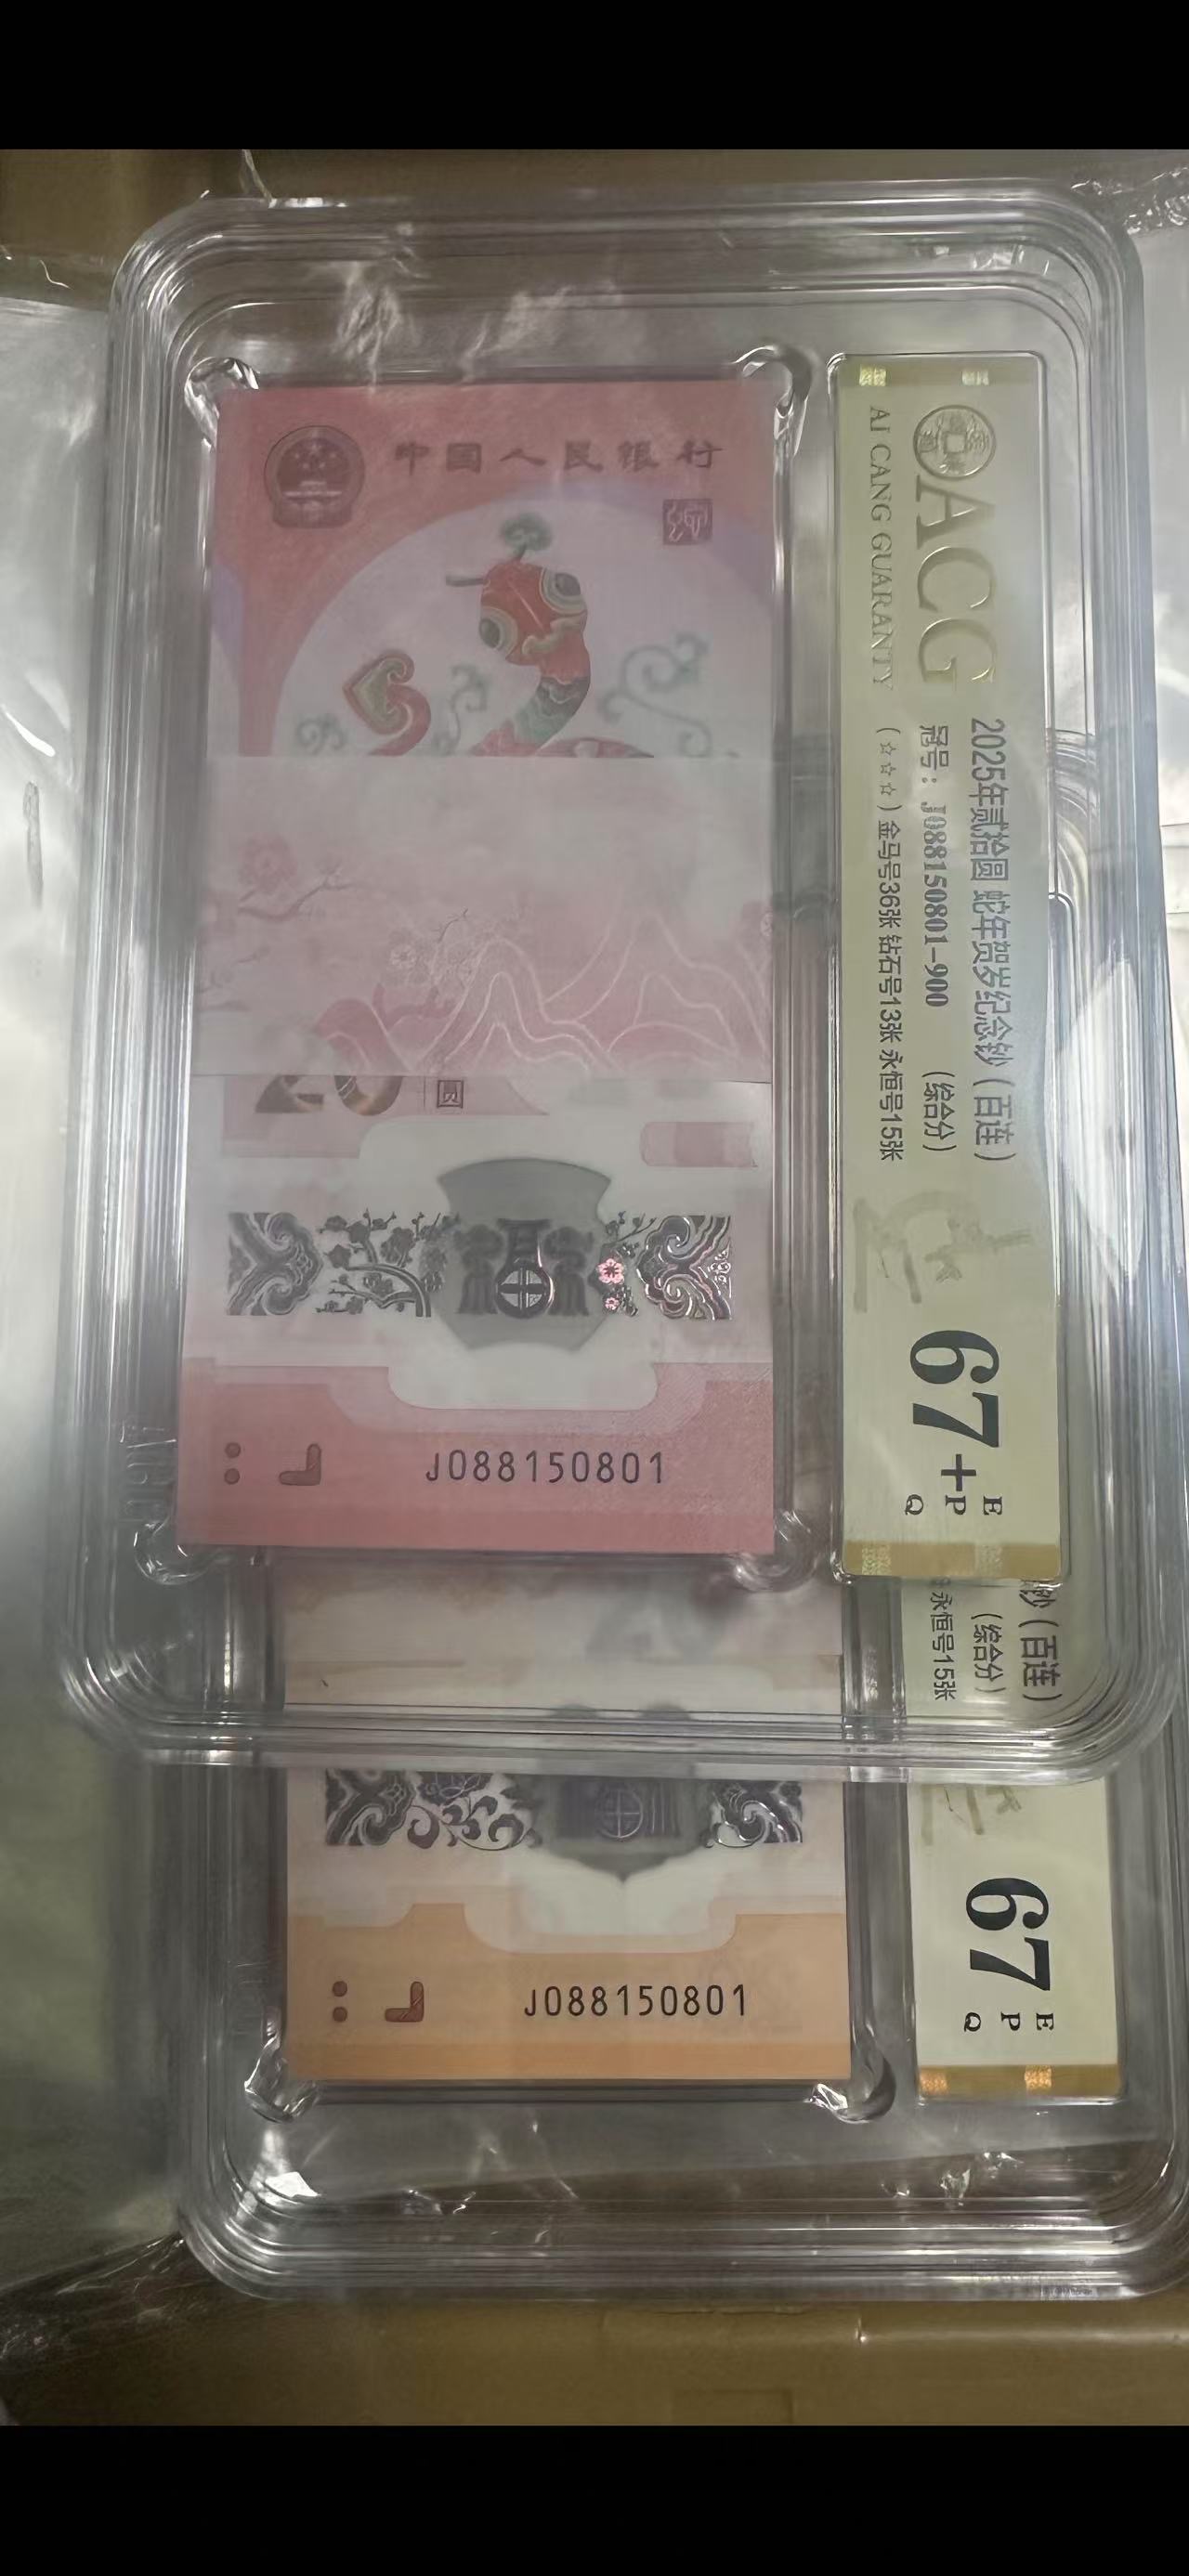 中国人民银行
20
圆
J088150801
ACG
AI CANG GUARANTY
2025年贰拾圆 蛇年贺岁纪念钞（百连）
冠号：J088150801-900 （综合分）
（☆☆☆）金马号36张 钻石号13张 永恒号15张
67+
E
P
Q
钞（百连）
（综合分）
永恒号15张
67
E
P
Q
J088150801